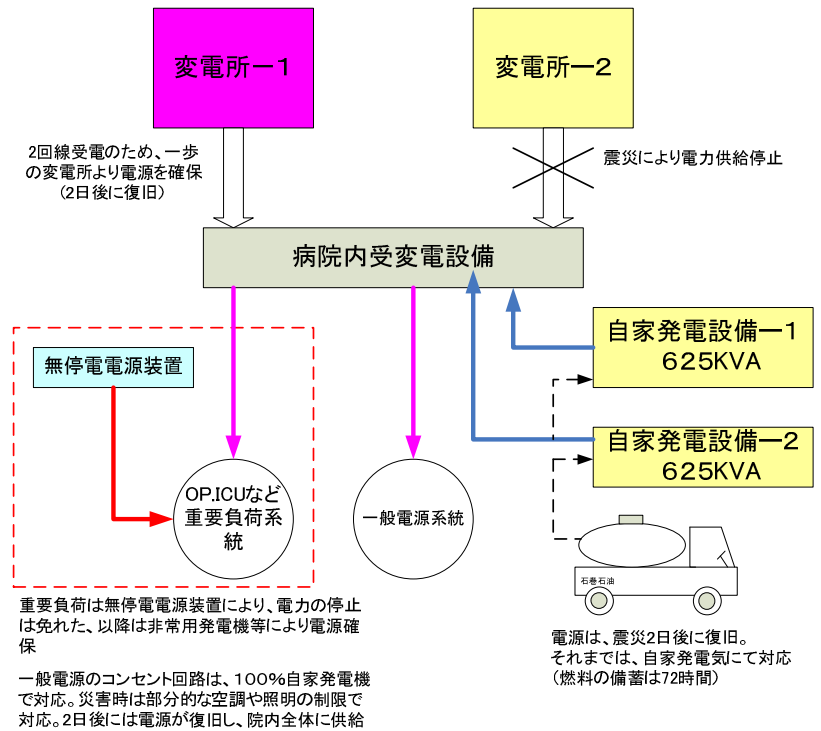 変電所ー１
変電所ー２
2回線受電のため、一歩
の変電所より電源を確保
（2日後に復旧）
震災により電力供給停止
病院内受変電設備
自家発電設備ー１
６２５KVA
無停電電源装置
自家発電設備ー２
６２５KVA
OP.ICUなど
重要負荷系
統
一般電源系統
石巻石油
重要負荷は無停電電源装置により、電力の停止
は免れた、以降は非常用発電機等により電源確
保
電源は、震災2日後に復旧。
それまでは、自家発電気にて対応
（燃料の備蓄は72時間）
一般電源のコンセント回路は、１００％自家発電機
で対応。災害時は部分的な空調や照明の制限で
対応。2日後には電源が復旧し、院内全体に供給